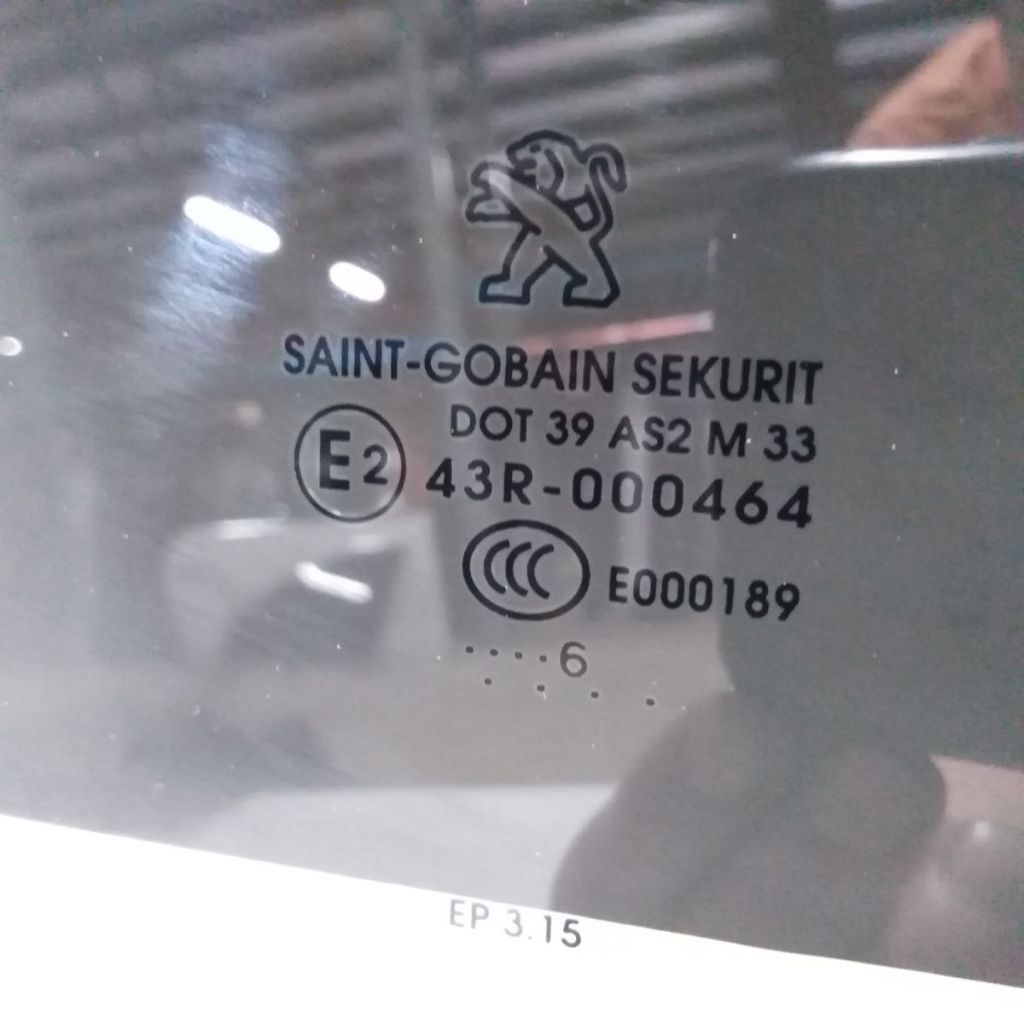 SAINT-GOBAIN SEKURIT
DOT 39 AS2 M 33
E2 43R-000464
CCC E000189
....6
. . . .
EP 3.15